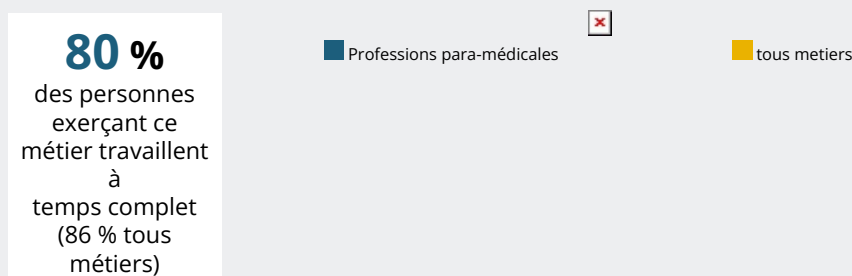 80 %
des personnes
exerçant ce
métier travaillent
à
temps complet
(86 % tous
métiers)
Professions para-médicales
tous metiers